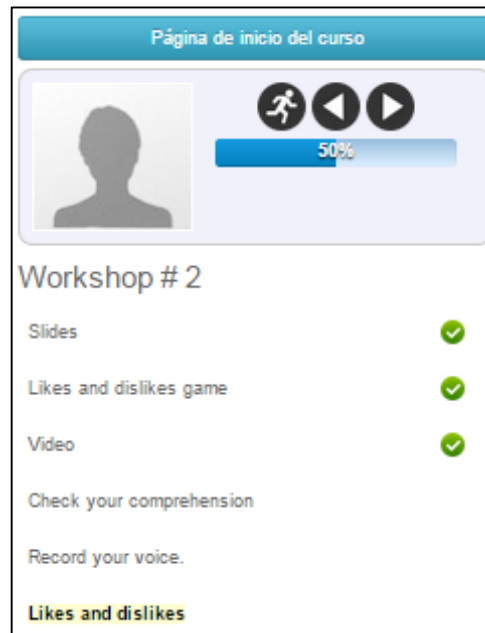 Página de inicio del curso
50%
Workshop # 2
Slides
Likes and dislikes game
Video
Check your comprehension
Record your voice.
Likes and dislikes